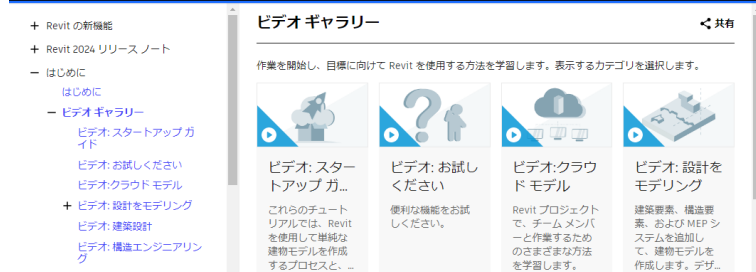 + Revit の新機能
+ Revit 2024 リリース ノート
− はじめに
はじめに
− ビデオ ギャラリー
ビデオ: スタートアップ ガ
イド
ビデオ: お試しください
ビデオ:クラウド モデル
+ ビデオ: 設計をモデリング
ビデオ: 建築設計
ビデオ: 構造エンジニアリン
グ
ビデオ ギャラリー
共有
作業を開始し、目標に向けて Revit を使用する方法を学習します。表示するカテゴリを選択します。
ビデオ: スター
トアップ ガ...
これらのチュート
リアルでは、Revit
を使用して単純な
建物モデルを作成
するプロセスと、...
ビデオ: お試し
ください
便利な機能をお試
しください。
ビデオ:クラウ
ド モデル
Revit プロジェクト
で、チーム メンバ
ーと作業するため
のさまざまな方法
を学習します。
ビデオ: 設計を
モデリング
建築要素、構造要
素、および MEP シ
ステムを追加し
て、建物モデルを
作成します。デザ...